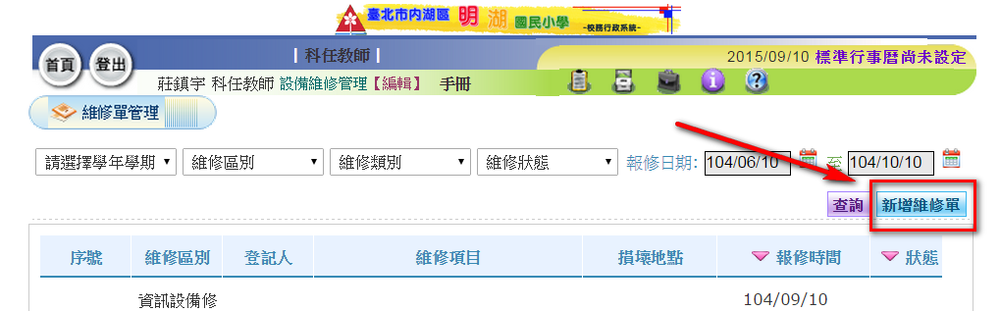 臺北市內湖區 明 湖 國民小學 -校務行政系統-
首頁 登出 | 科任教師 | 2015/09/10 標準行事曆尚未設定
莊鎮宇 科任教師 設備維修管理【編輯】 手冊
維修單管理
請選擇學年學期 維修區別 維修類別 維修狀態 報修日期: 104/06/10 至 104/10/10
查詢 新增維修單
序號 維修區別 登記人 維修項目 損壞地點 報修時間 狀態
資訊設備修 104/09/10